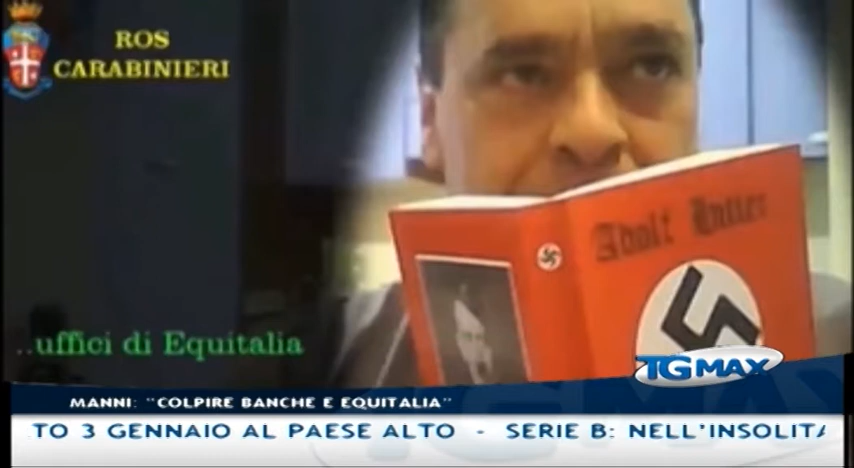 ROS
CARABINIERI
Adolf Hitler
..uffici di Equitalia
TGMAX
MANNI: "COLPIRE BANCHE E EQUITALIA"
TO 3 GENNAIO AL PAESE ALTO - SERIE B: NELL'INSOLITA